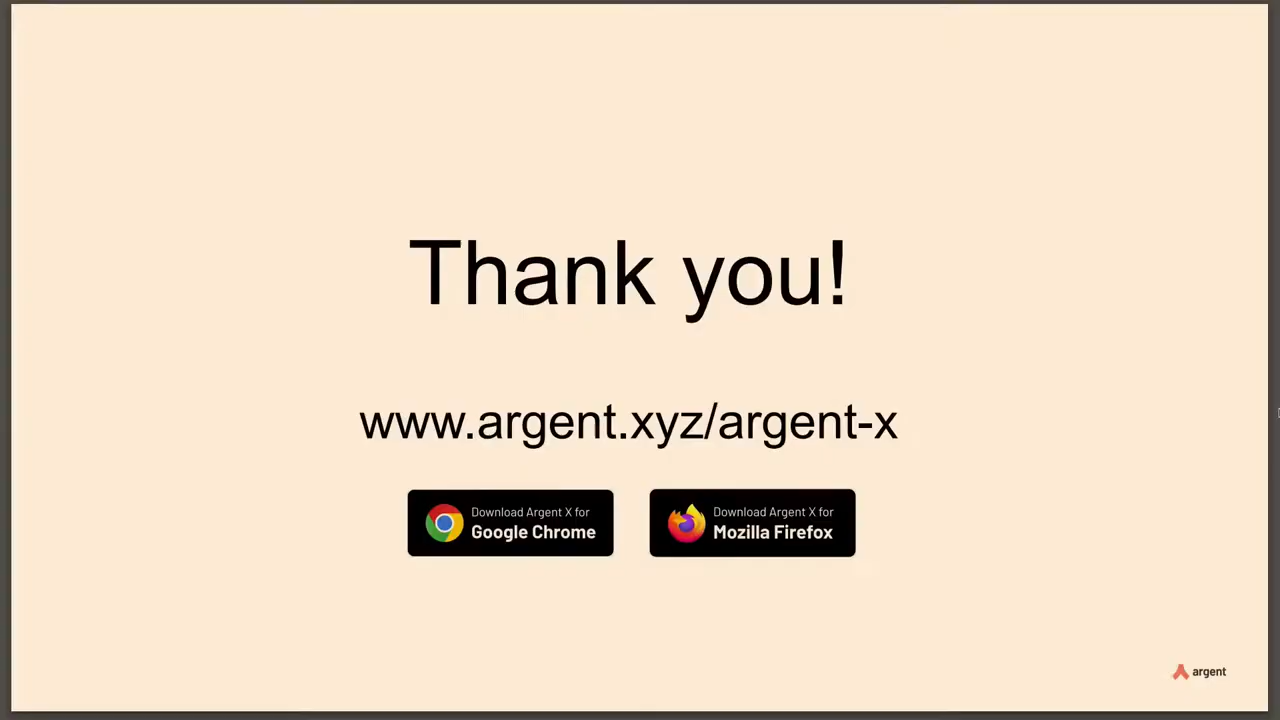 Thank you!
www.argent.xyz/argent-x
Download Argent X for
Google Chrome
Download Argent X for
Mozilla Firefox
argent